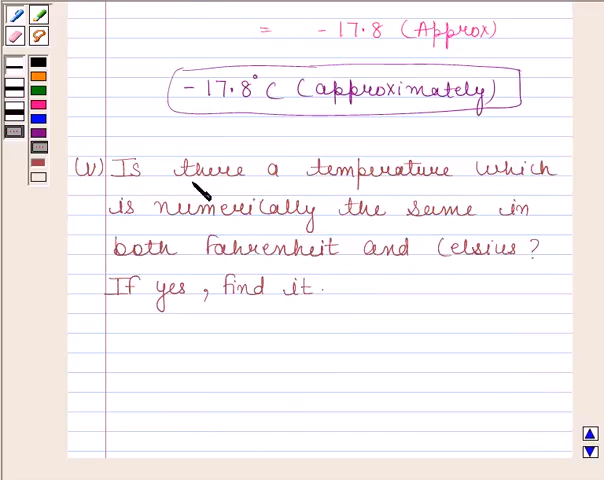 = -17.8 (Approx)
-17.8°C (approximately)
(V) Is there a temperature which
is numerically the same in
both Fahrenheit and Celsius?
If yes, find it.